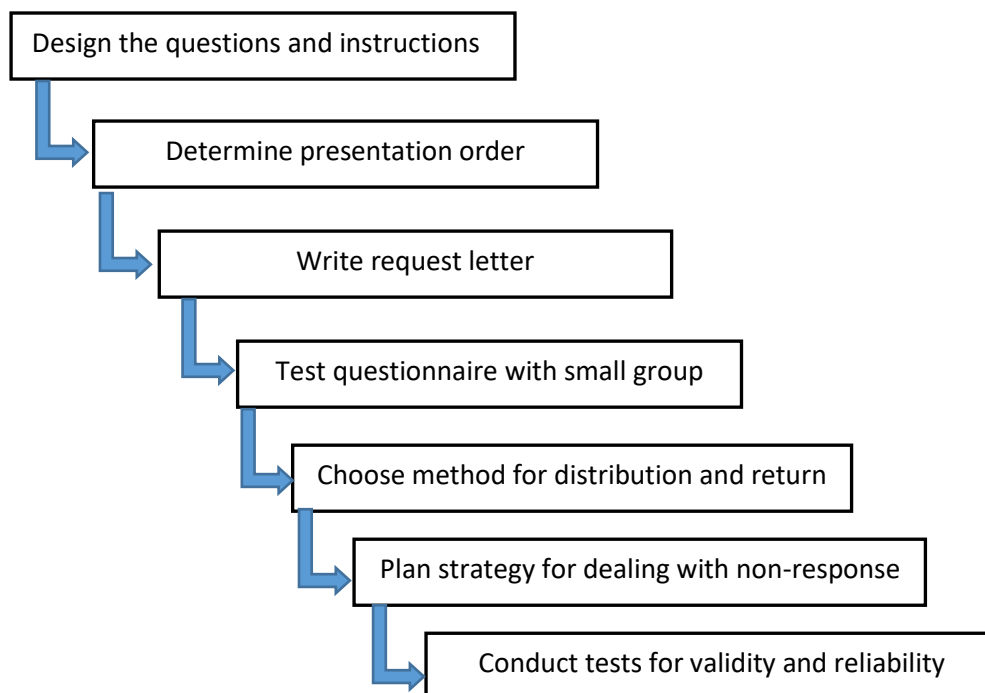 Design the questions and instructions
Determine presentation order
Write request letter
Test questionnaire with small group
Choose method for distribution and return
Plan strategy for dealing with non-response
Conduct tests for validity and reliability